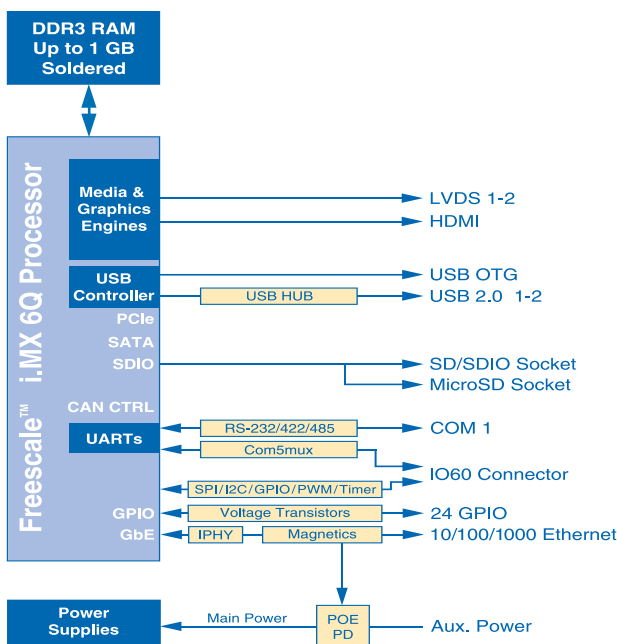 DDR3 RAM
Up to 1 GB
Soldered
Freescale™ i.MX 6Q Processor
Media &
Graphics
Engines
LVDS 1-2
HDMI
USB
Controller
USB OTG
USB HUB
USB 2.0 1-2
PCIe
SATA
SDIO
SD/SDIO Socket
MicroSD Socket
CAN CTRL
UARTs
RS-232/422/485
COM 1
Com5mux
IO60 Connector
SPI/I2C/GPIO/PWM/Timer
GPIO
Voltage Transistors
24 GPIO
GbE
IPHY
Magnetics
10/100/1000 Ethernet
Power
Supplies
Main Power
POE
PD
Aux. Power